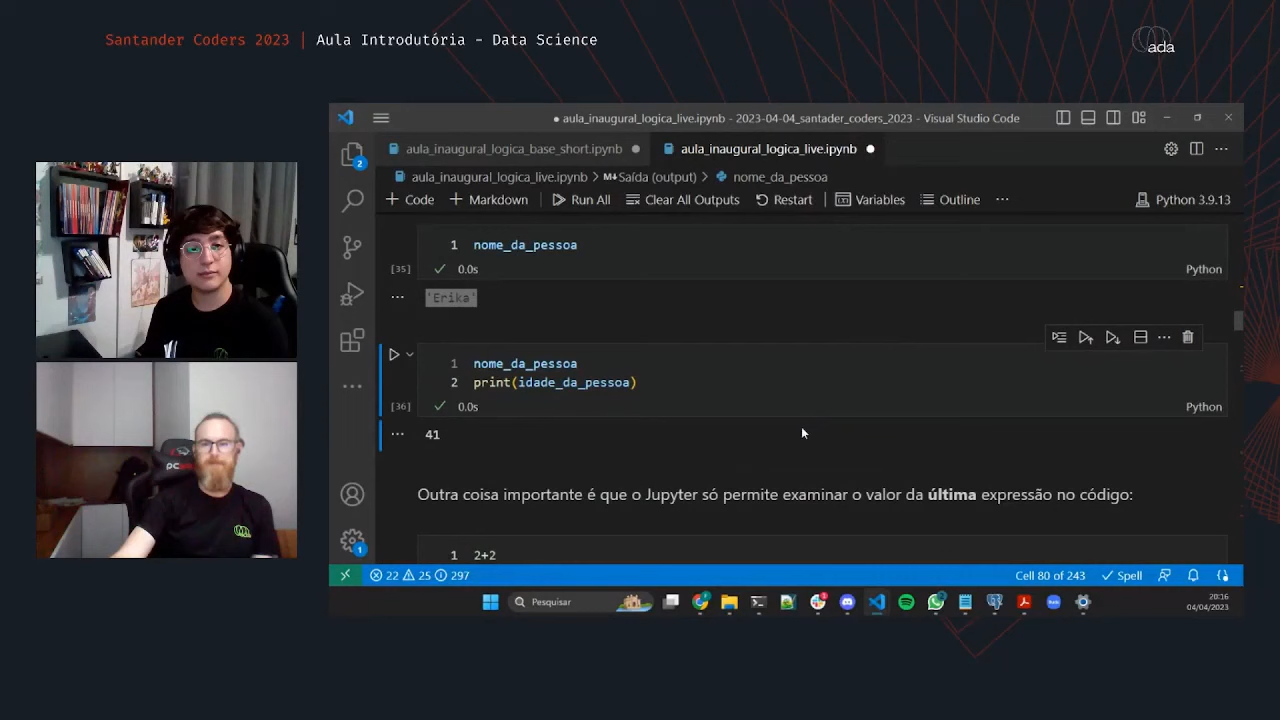 Santander Coders 2023 | Aula Introdutória - Data Science
ada
● aula_inaugural_logica_live.ipynb - 2023-04-04_santader_coders_2023 - Visual Studio Code
aula_inaugural_logica_base_short.ipynb ●
aula_inaugural_logica_live.ipynb ●
aula_inaugural_logica_live.ipynb > M↓Saída (output) > nome_da_pessoa
+ Code + Markdown Run All Clear All Outputs Restart Variables Outline ··· Python 3.9.13
2
1 nome_da_pessoa
[35] ✓ 0.0s Python
··· 'Erika'
1 nome_da_pessoa
2 print(idade_da_pessoa)
[36] ✓ 0.0s Python
··· 41
Outra coisa importante é que o Jupyter só permite examinar o valor da última expressão no código:
1 2+2
1
22 25 297 Cell 80 of 243 ✓ Spell
Pesquisar
20:16
04/04/2023